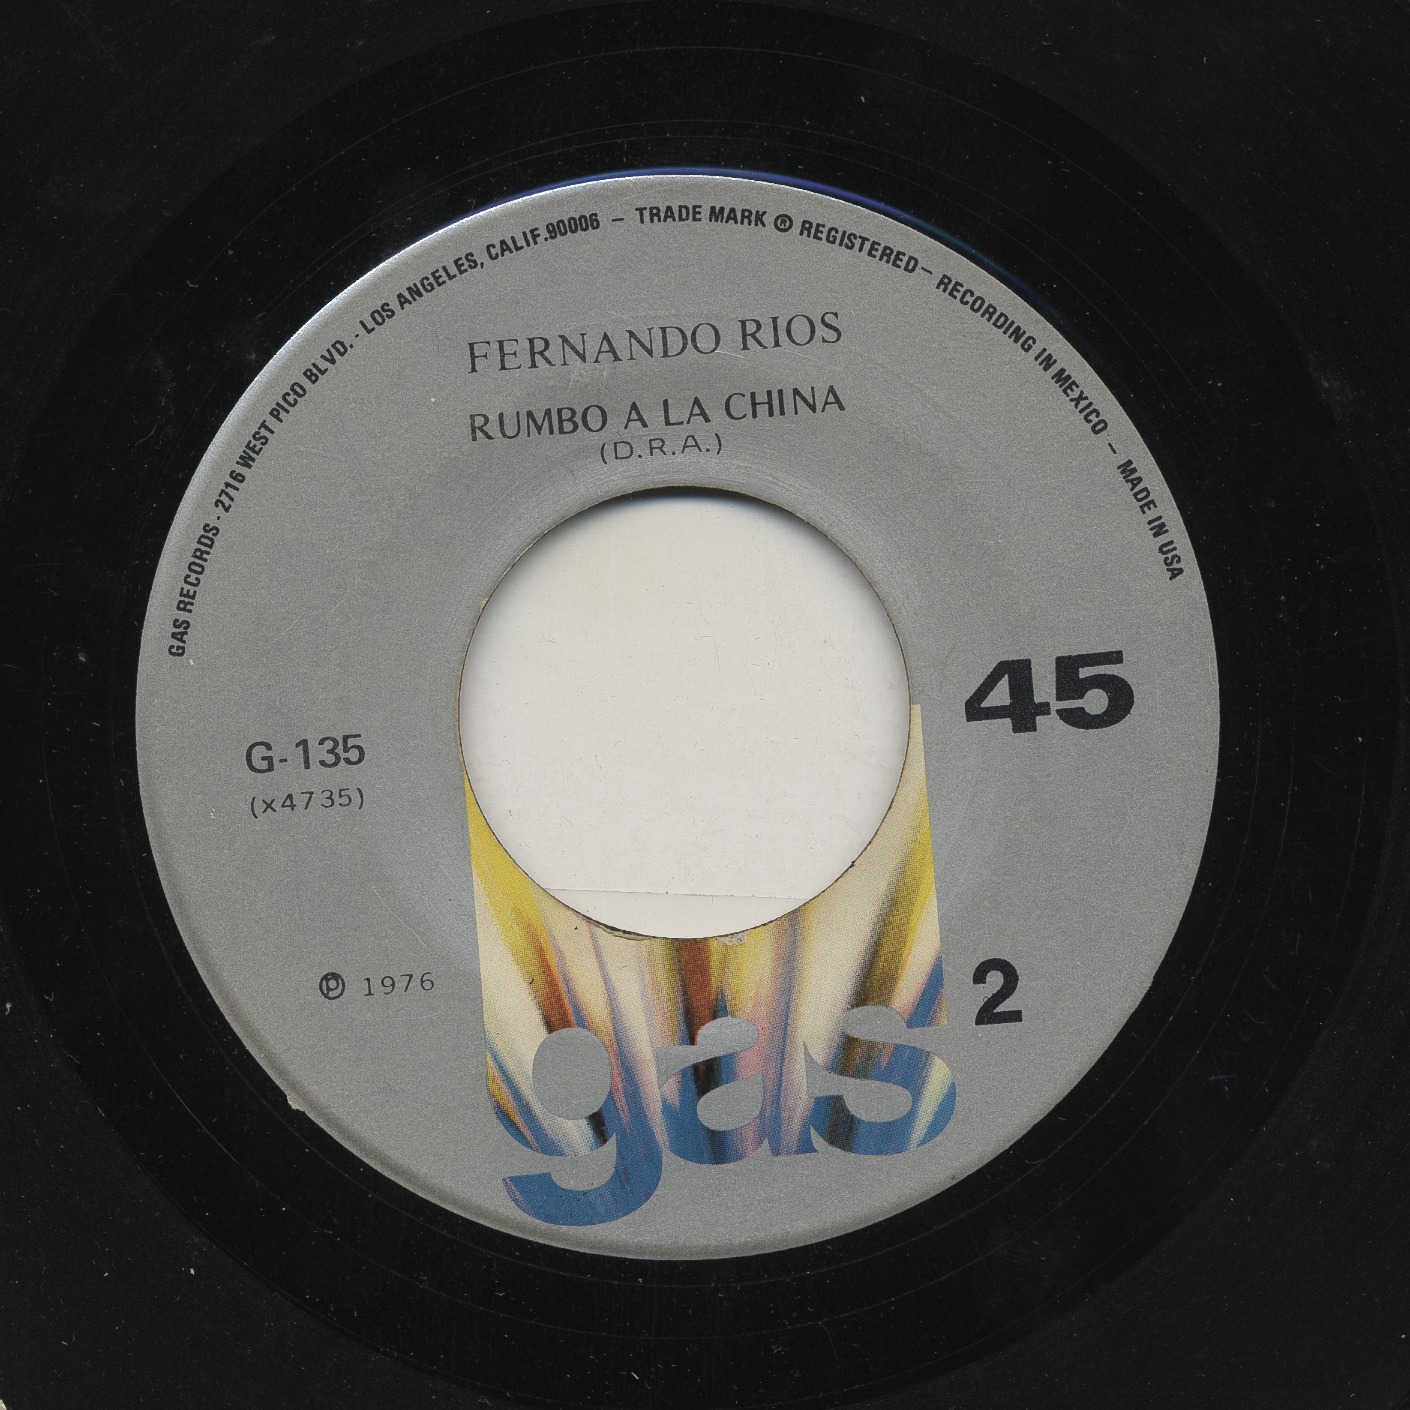 GAS RECORDS - 2716 WEST PICO BLVD. - LOS ANGELES, CALIF.90006 – TRADE MARK ® REGISTERED – RECORDING IN MEXICO – MADE IN USA
FERNANDO RIOS
RUMBO A LA CHINA
(D.R.A.)
45
G-135
(x4735)
℗ 1976
2
gas